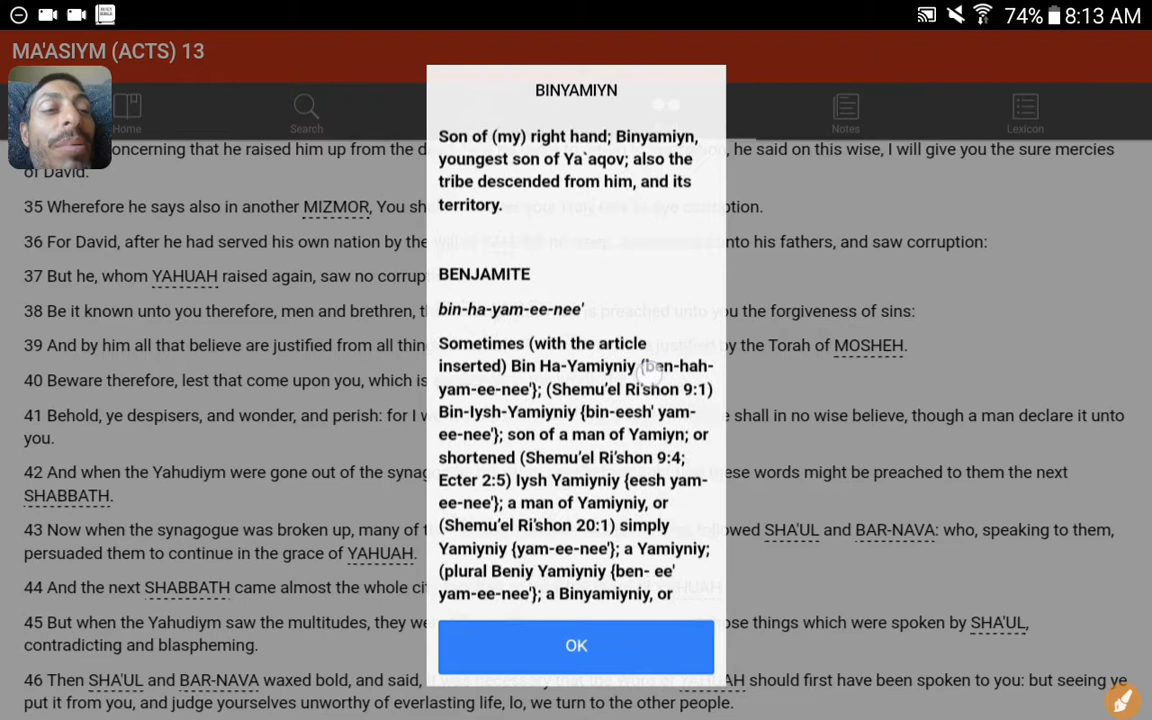 74% 8:13 AM
MA'ASIYM (ACTS) 13
Home
Search
Notes
Lexicon
BINYAMIYN
Son of (my) right hand; Binyamiyn,
youngest son of Ya`aqov; also the
tribe descended from him, and its
territory.
BENJAMITE
bin-ha-yam-ee-nee'
Sometimes (with the article
inserted) Bin Ha-Yamiyniy {ben-hah-
yam-ee-nee'}; (Shemu'el Ri'shon 9:1)
Bin-Iysh-Yamiyniy {bin-eesh' yam-
ee-nee'}; son of a man of Yamiyn; or
shortened (Shemu'el Ri'shon 9:4;
Ecter 2:5) Iysh Yamiyniy {eesh yam-
ee-nee'}; a man of Yamiyniy, or
(Shemu'el Ri'shon 20:1) simply
Yamiyniy {yam-ee-nee'}; a Yamiyniy;
(plural Beniy Yamiyniy {ben- ee'
yam-ee-nee'}; a Binyamiyniy, or
OK
concerning that he raised him up from the he said on this wise, I will give you the sure mercies
of David.
35 Wherefore he says also in another MIZMOR, You
36 For David, after he had served his own nation by the unto his fathers, and saw corruption:
37 But he, whom YAHUAH raised again, saw no
38 Be it known unto you therefore, men and brethren, is preached unto you the forgiveness of sins:
39 And by him all that believe are justified from all by the Torah of MOSHEH.
40 Beware therefore, lest that come upon you, which is
41 Behold, ye despisers, and wonder, and perish: for I shall in no wise believe, though a man declare it unto
you.
42 And when the Yahudiym were gone out of the these words might be preached to them the next
SHABBATH.
43 Now when the synagogue was broken up, many of followed SHA'UL and BAR-NAVA: who, speaking to them,
persuaded them to continue in the grace of YAHUAH.
44 And the next SHABBATH came almost the whole
45 But when the Yahudiym saw the multitudes, they those things which were spoken by SHA'UL,
contradicting and blaspheming.
46 Then SHA'UL and BAR-NAVA waxed bold, and said, should first have been spoken to you: but seeing ye
put it from you, and judge yourselves unworthy of everlasting life, lo, we turn to the other people.